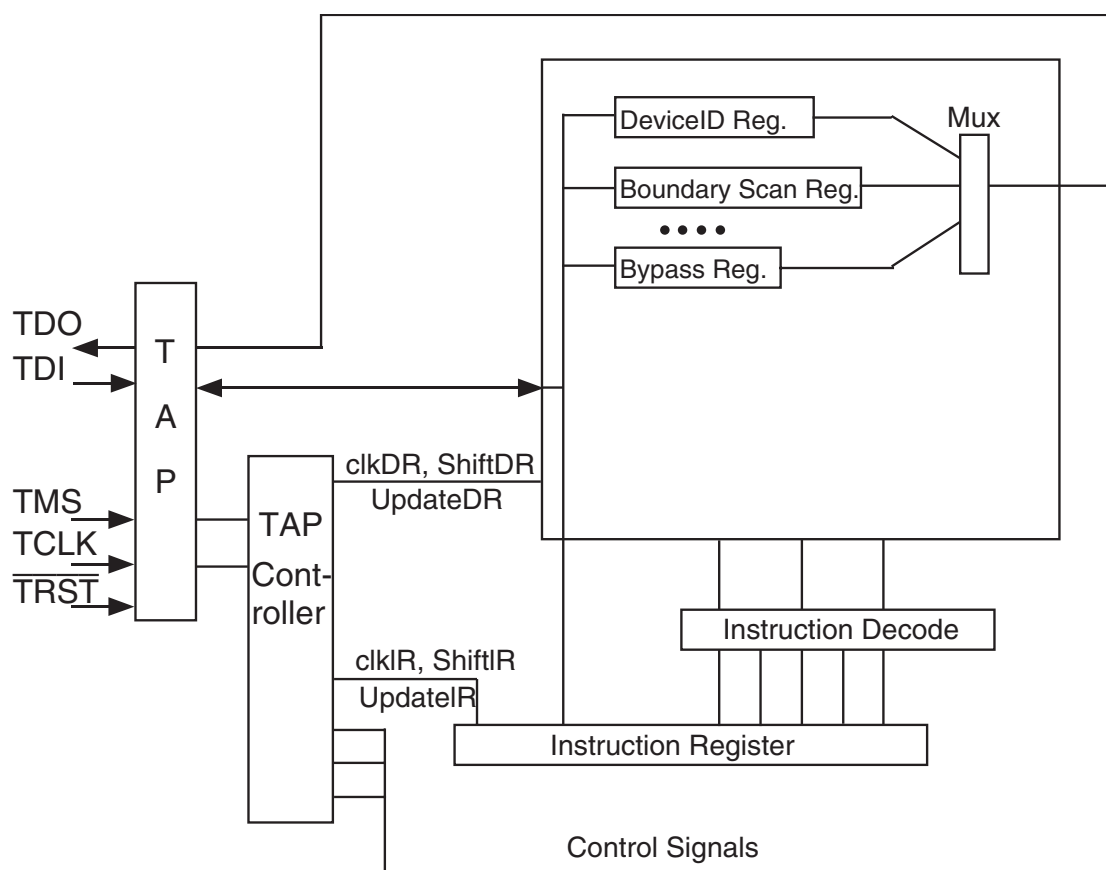 DeviceID Reg.
Mux
Boundary Scan Reg.
Bypass Reg.
TDO
TDI
T
A
P
TMS
TCLK
TRST
TAP
Cont-
roller
clkDR, ShiftDR
UpdateDR
Instruction Decode
clkIR, ShiftIR
UpdateIR
Instruction Register
Control Signals